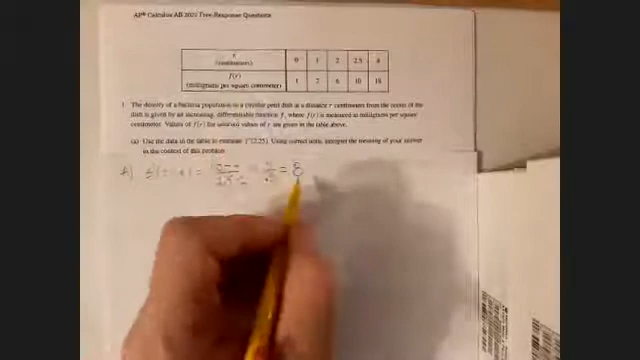 AP® Calculus AB 2021 Free-Response Questions
r (centimeters) 0 1 2 2.5 4
f(r) (milligrams per square centimeter) 1 2 6 10 18
1. The density of a bacteria population in a circular petri dish at a distance r centimeters from the center of the
dish is given by an increasing, differentiable function f, where f(r) is measured in milligrams per square
centimeter. Values of f(r) for selected values of r are given in the table above.
(a) Use the data in the table to estimate f'(2.25). Using correct units, interpret the meaning of your answer
in the context of this problem.
= 8